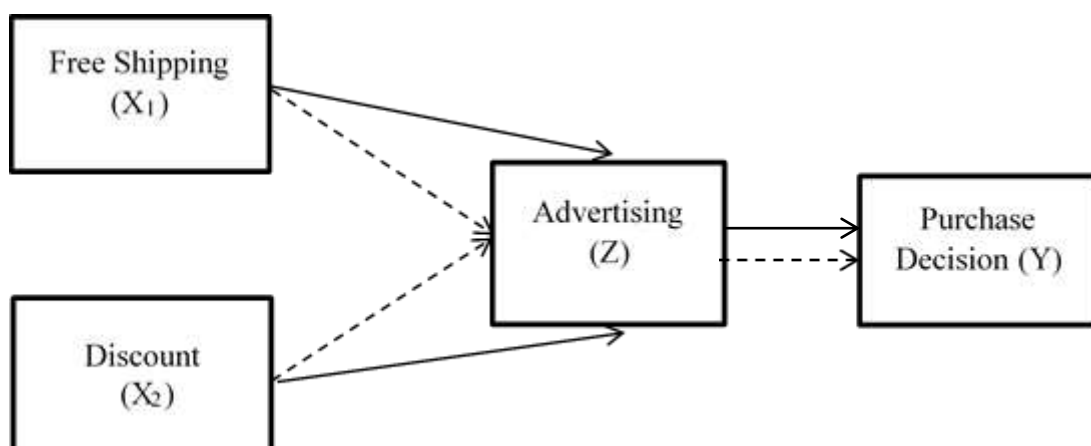 Free Shipping
(X₁)
Advertising
(Z)
Purchase
Decision (Y)
Discount
(X₂)